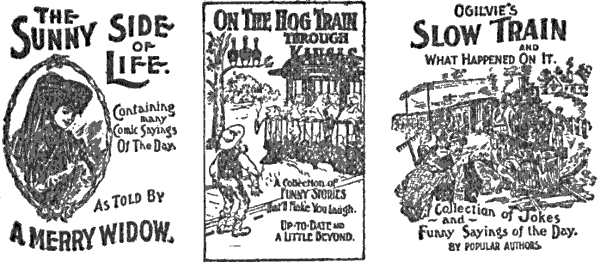 THE
SUNNY SIDE
OF
LIFE.
Containing
many
Comic Sayings
Of The Day.
AS TOLD BY
A MERRY WIDOW.
ON THE HOG TRAIN
THROUGH
KANSAS
A Collection of
FUNNY STORIES
that'll Make You Laugh.
UP-TO-DATE AND
A LITTLE BEYOND.
OGILVIE'S
SLOW TRAIN
AND
WHAT HAPPENED ON IT.
Collection of Jokes
and
Funny Sayings of the Day.
BY POPULAR AUTHORS.